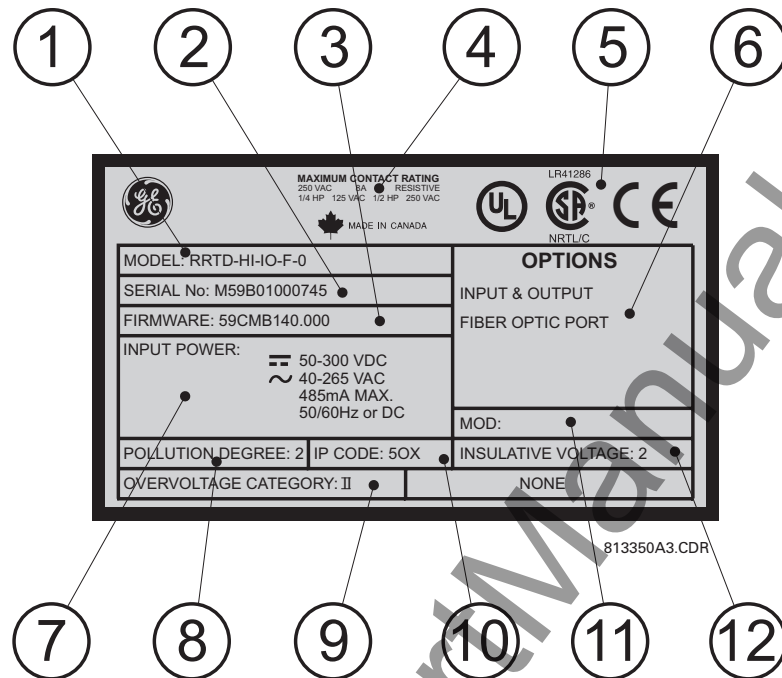 1 2 3 4 5 6
MAXIMUM CONTACT RATING
250 VAC 8A RESISTIVE
1/4 HP 125 VAC 1/2 HP 250 VAC
MADE IN CANADA
GE
UL
LR41286
SA ®
NRTL/C
CE
MODEL: RRTD-HI-IO-F-0
SERIAL No: M59B01000745
FIRMWARE: 59CMB140.000
INPUT POWER:
50-300 VDC
40-265 VAC
485mA MAX.
50/60Hz or DC
OPTIONS
INPUT & OUTPUT
FIBER OPTIC PORT
MOD:
POLLUTION DEGREE: 2
IP CODE: 5OX
INSULATIVE VOLTAGE: 2
OVERVOLTAGE CATEGORY: II
NONE
813350A3.CDR
7 8 9 10 11 12